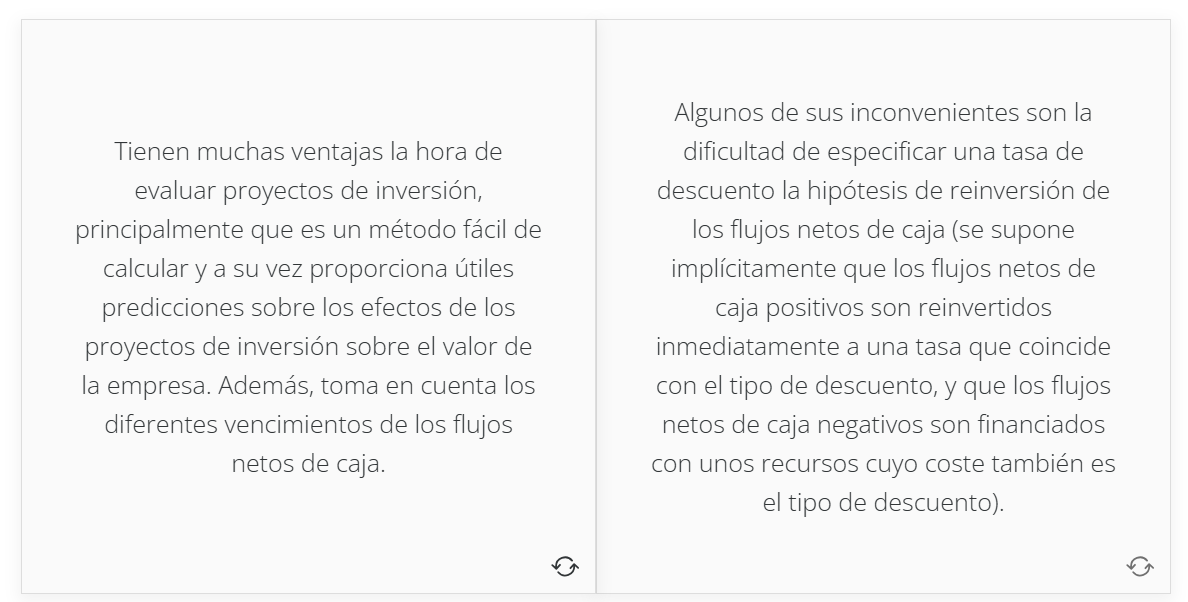 Tienen muchas ventajas la hora de
evaluar proyectos de inversión,
principalmente que es un método fácil de
calcular y a su vez proporciona útiles
predicciones sobre los efectos de los
proyectos de inversión sobre el valor de
la empresa. Además, toma en cuenta los
diferentes vencimientos de los flujos
netos de caja.
Algunos de sus inconvenientes son la
dificultad de especificar una tasa de
descuento la hipótesis de reinversión de
los flujos netos de caja (se supone
implícitamente que los flujos netos de
caja positivos son reinvertidos
inmediatamente a una tasa que coincide
con el tipo de descuento, y que los flujos
netos de caja negativos son financiados
con unos recursos cuyo coste también es
el tipo de descuento).